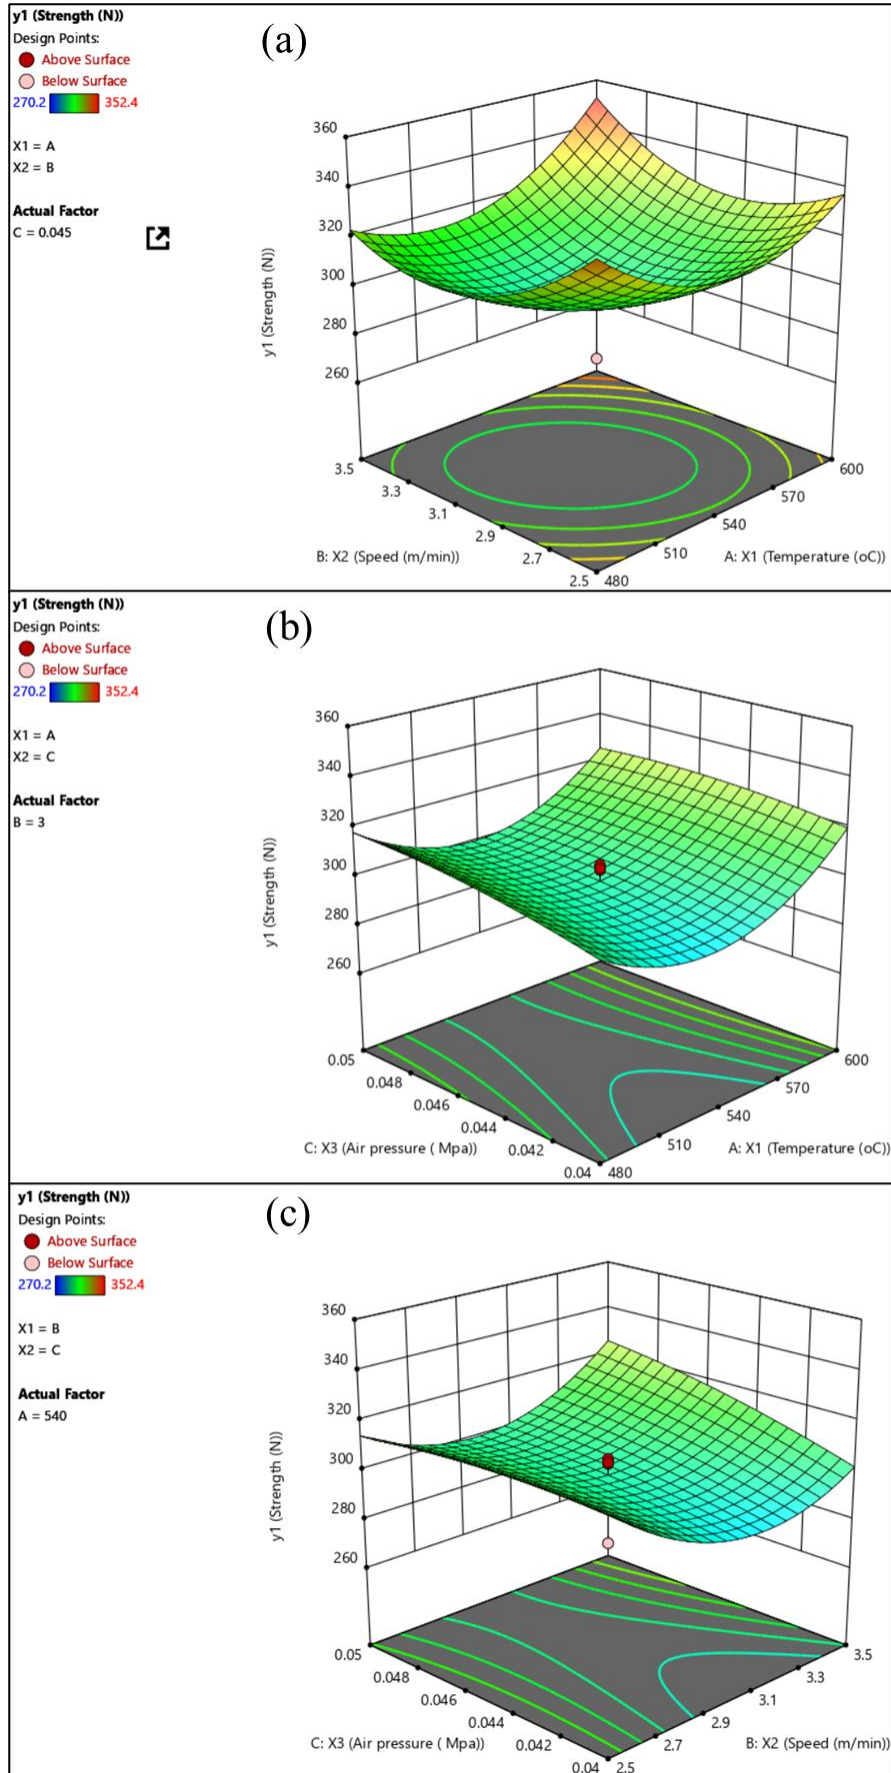 y1 (Strength (N))
(a)
Design Points:
Above Surface
Below Surface
270.2 352.4
X1 = A
X2 = B
Actual Factor
C = 0.045
y1 (Strength (N))
360
340
320
300
280
260
3.5
3.3
3.1
2.9
2.7
2.5
480
510
540
570
600
B: X2 (Speed (m/min))
A: X1 (Temperature (oC))
y1 (Strength (N))
(b)
Design Points:
Above Surface
Below Surface
270.2 352.4
X1 = A
X2 = C
Actual Factor
B = 3
y1 (Strength (N))
360
340
320
300
280
260
0.05
0.048
0.046
0.044
0.042
0.04
480
510
540
570
600
C: X3 (Air pressure ( Mpa))
A: X1 (Temperature (oC))
y1 (Strength (N))
(c)
Design Points:
Above Surface
Below Surface
270.2 352.4
X1 = B
X2 = C
Actual Factor
A = 540
y1 (Strength (N))
360
340
320
300
280
260
0.05
0.048
0.046
0.044
0.042
0.04
2.5
2.7
2.9
3.1
3.3
3.5
C: X3 (Air pressure ( Mpa))
B: X2 (Speed (m/min))